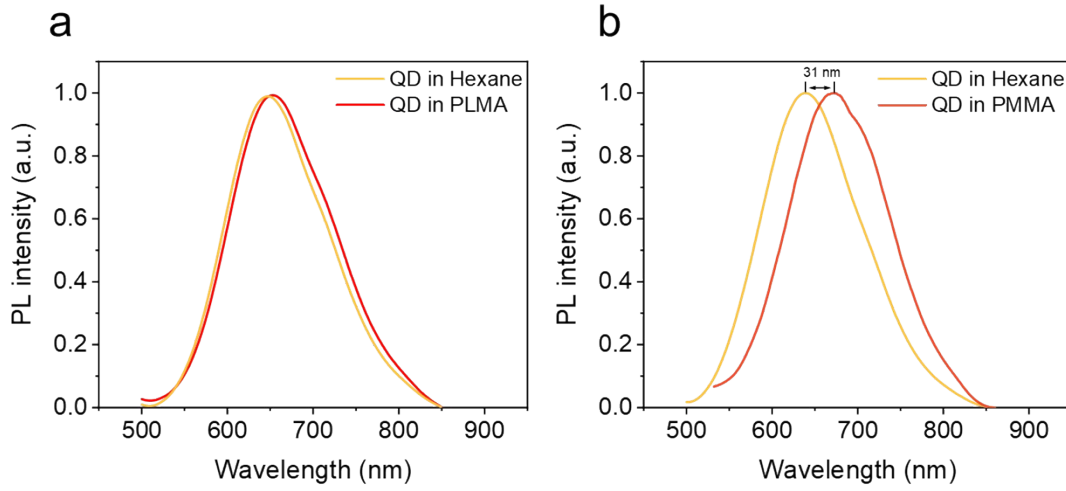 a
QD in Hexane
QD in PLMA
PL intensity (a.u.)
1.0
0.8
0.6
0.4
0.2
0.0
500 600 700 800 900
Wavelength (nm)
b
31 nm
QD in Hexane
QD in PMMA
PL intensity (a.u.)
1.0
0.8
0.6
0.4
0.2
0.0
500 600 700 800 900
Wavelength (nm)